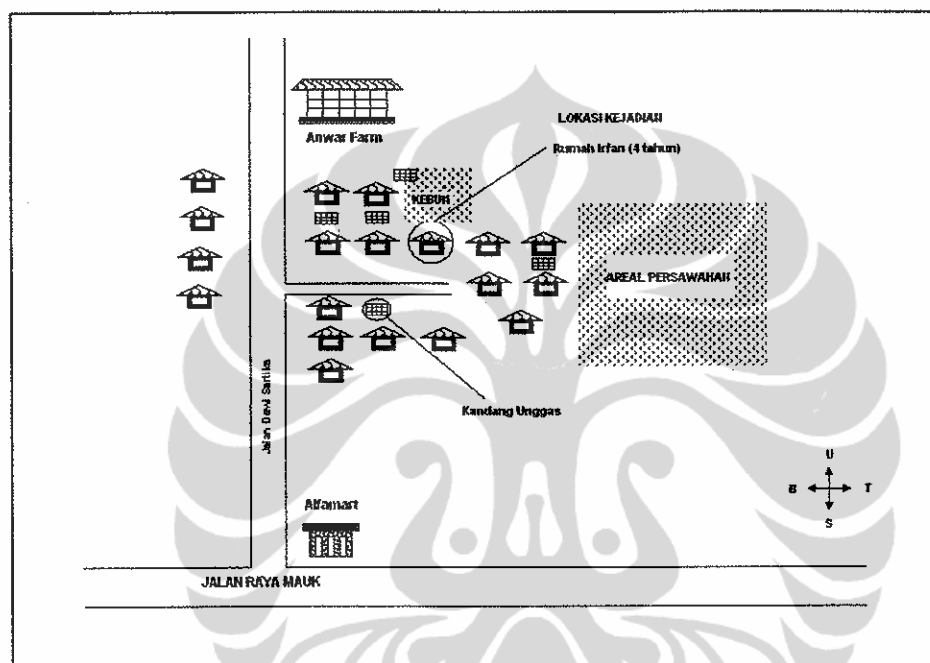 LOKASI KEJADIAN
Rumah Irfan (4 tahun)
Anwar Farm
KEBUN
AREAL PERSAWAHAN
Jalan Dewi Sartika
Kandang Unggas
U
B T
S
Alfamart
JALAN RAYA MAUK